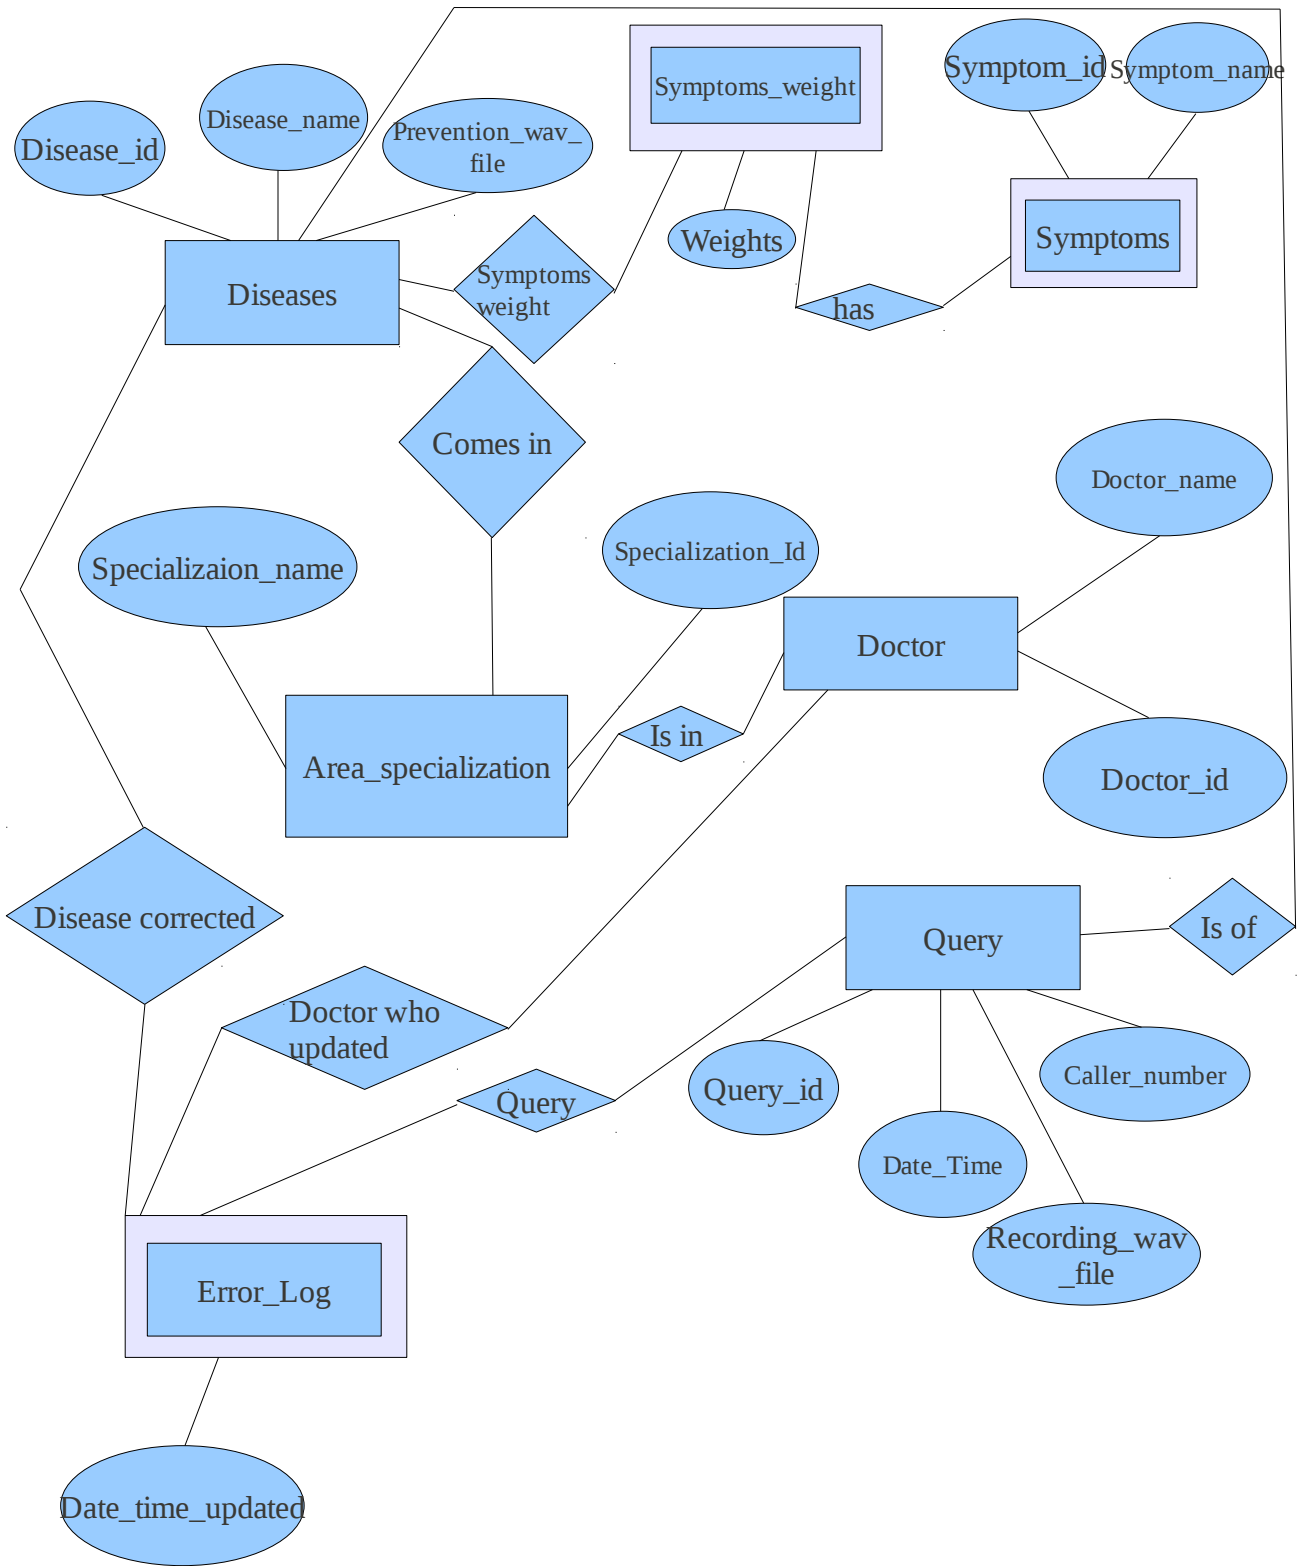 Symptom_id
Symptom_name
Symptoms_weight
Disease_name
Prevention_wav_
file
Disease_id
Weights
Symptoms
Diseases
Symptoms
weight
has
Comes in
Doctor_name
Specializaion_name
Specialization_Id
Doctor
Is in
Area_specialization
Doctor_id
Disease corrected
Query
Is of
Doctor who
updated
Query
Query_id
Caller_number
Date_Time
Recording_wav
_file
Error_Log
Date_time_updated